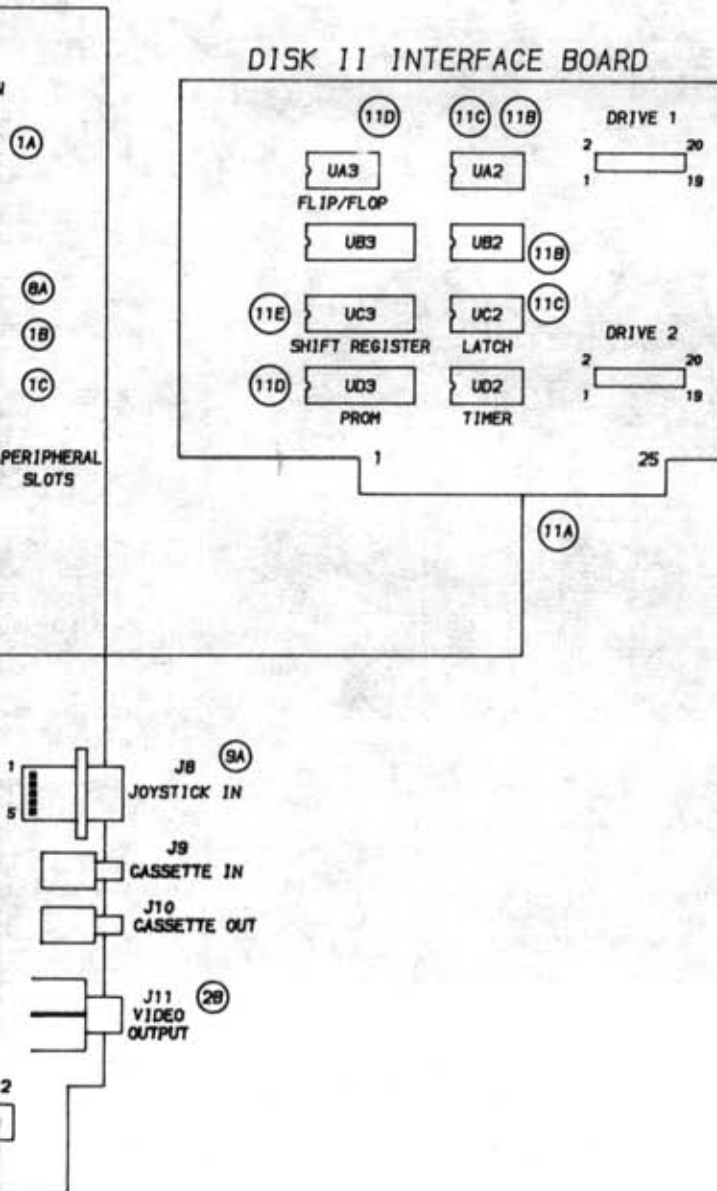 DISK II INTERFACE BOARD
N
1A
11D
11C
11B
DRIVE 1
2
20
1
19
UA3
FLIP/FLOP
UA2
UB3
UB2
11B
8A
1B
1C
11E
UC3
SHIFT REGISTER
UC2
LATCH
11C
DRIVE 2
2
20
1
19
11D
UD3
PROM
UD2
TIMER
PERIPHERAL
SLOTS
1
25
11A
1
5
J8
9A
JOYSTICK IN
J9
CASSETTE IN
J10
CASSETTE OUT
J11
2B
VIDEO
OUTPUT
2